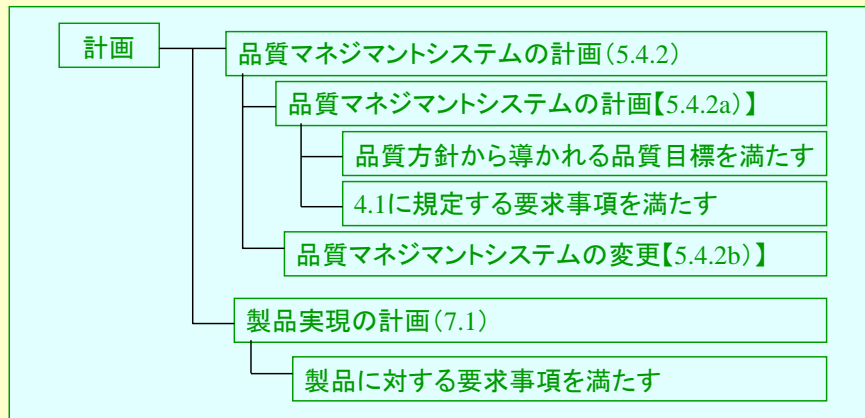 計画
品質マネジマントシステムの計画(5.4.2)
品質マネジマントシステムの計画【5.4.2a)】
品質方針から導かれる品質目標を満たす
4.1に規定する要求事項を満たす
品質マネジマントシステムの変更【5.4.2b)】
製品実現の計画(7.1)
製品に対する要求事項を満たす